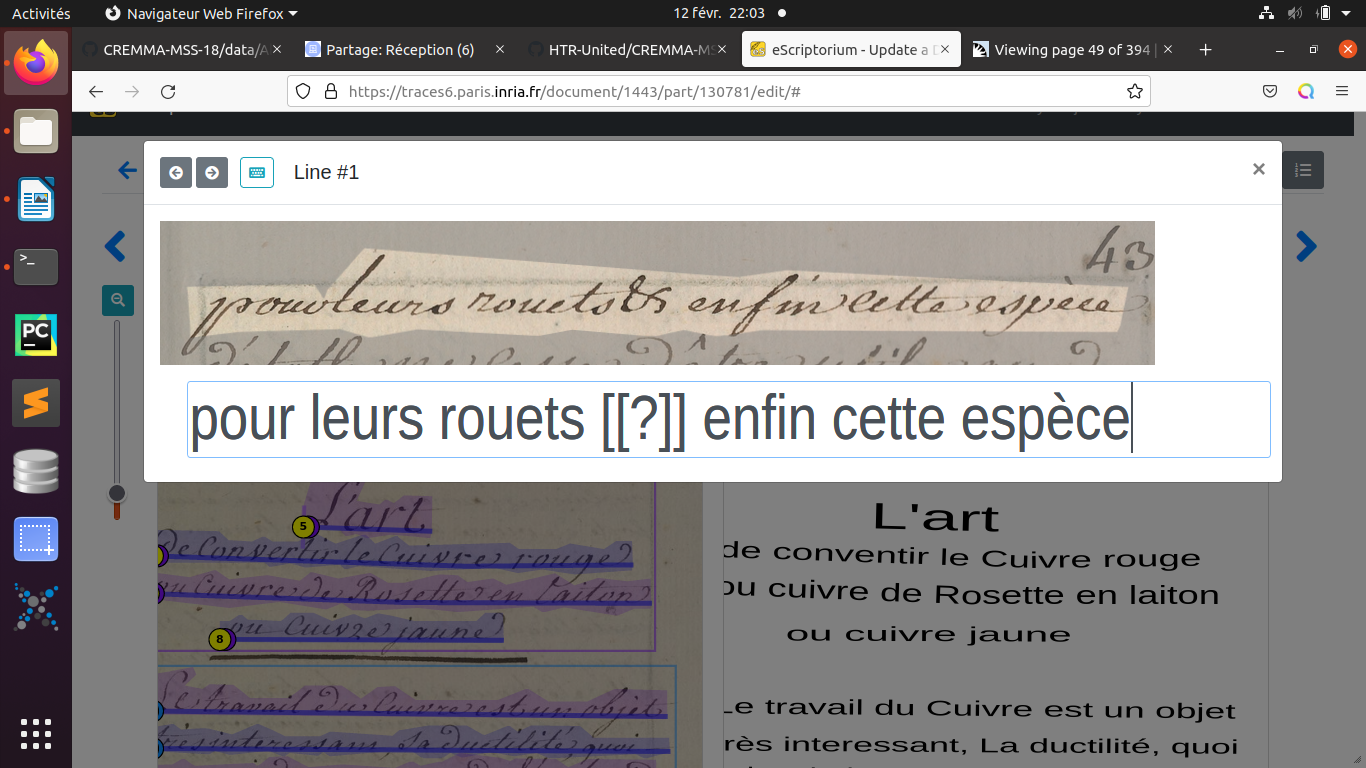 Activités
Navigateur Web Firefox
12 févr. 22:03
CREMMA-MSS-18/data/A
Partage: Réception (6)
HTR-United/CREMMA-MS
eScriptorium - Update a D
Viewing page 49 of 394 |
https://traces6.paris.inria.fr/document/1443/part/130781/edit/#
Line #1
43
pour leurs rouets & enfin cette espèce
pour leurs rouets [[?]] enfin cette espèce
5
L'art
de Convertir le Cuivre rouge
ou Cuivre de Rosette en Laiton
8
ou Cuivre jaune
Le travail du Cuivre est un objet
très interessant, La ductilité, quoi
L'art
de conventir le Cuivre rouge
ou cuivre de Rosette en laiton
ou cuivre jaune
Le travail du Cuivre est un objet
rès interessant, La ductilité, quoi
>_
PC